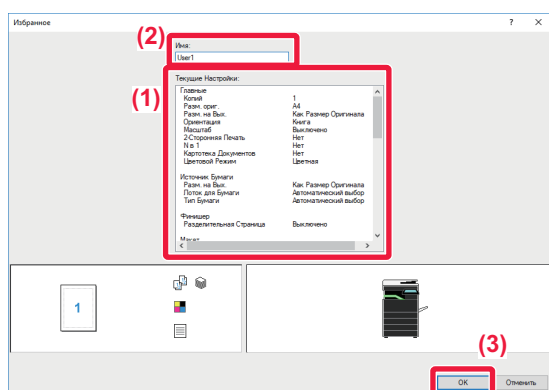 Избранное ? ×
(2)
Имя:
User1
(1)
Текущие Настройки:
Главные
Копий 1
Разм. ориг. A4
Разм. на Вых. Как Размер Оригинала
Ориентация Книга
Масштаб Выключено
2-Сторонняя Печать Нет
N в 1 Нет
Картотека Документов Нет
Цветовой Режим Цветная
Источник Бумаги
Разм. на Вых. Как Размер Оригинала
Поток для Бумаги Автоматический выбор
Тип Бумаги Автоматический выбор
Финишер
Разделительная Страница Выключено
Макет
1
(3)
OK Отменить